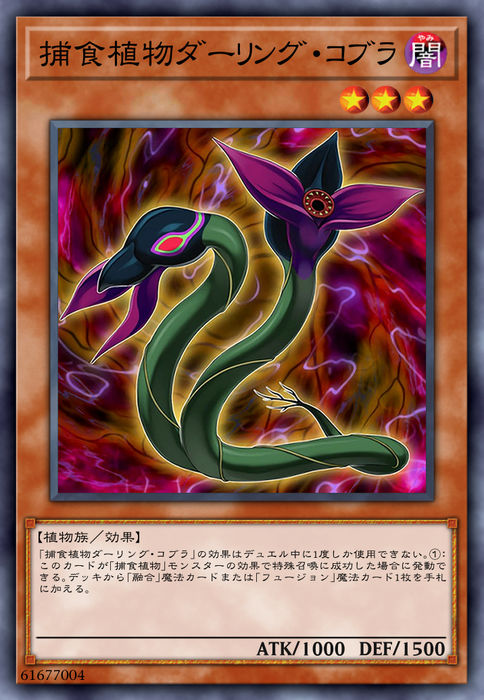 捕食植物ダーリング・コブラ
やみ
闇
【植物族／効果】
「捕食植物ダーリング・コブラ」の効果はデュエル中に1度しか使用できない。①：
このカードが「捕食植物」モンスターの効果で特殊召喚に成功した場合に発動で
きる。デッキから「融合」魔法カードまたは「フュージョン」魔法カード1枚を手札
に加える。
ATK/1000 DEF/1500
61677004